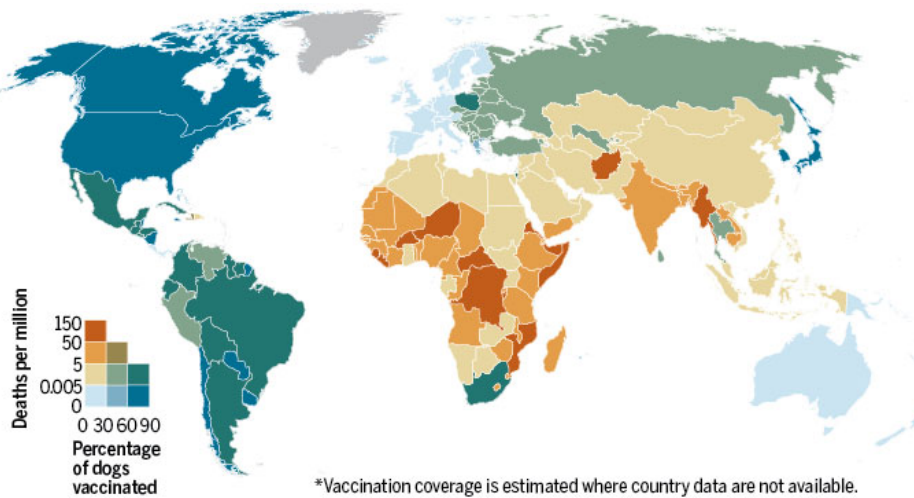 Deaths per million
150
50
5
0.005
0
0 30 60 90
Percentage
of dogs
vaccinated
*Vaccination coverage is estimated where country data are not available.